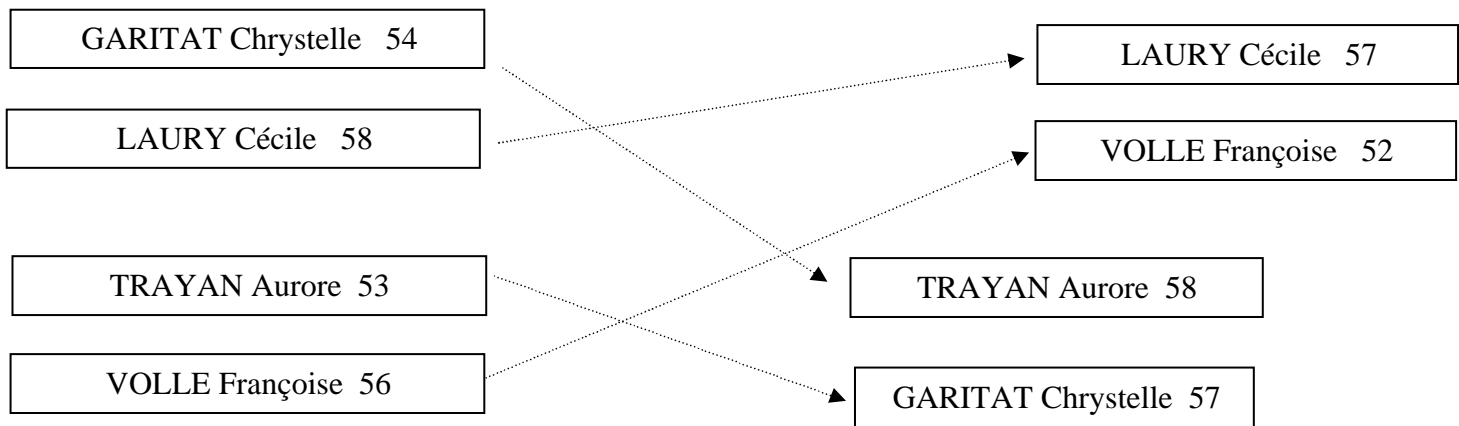 GARITAT Chrystelle 54
LAURY Cécile 58
TRAYAN Aurore 53
VOLLE Françoise 56
LAURY Cécile 57
VOLLE Françoise 52
TRAYAN Aurore 58
GARITAT Chrystelle 57